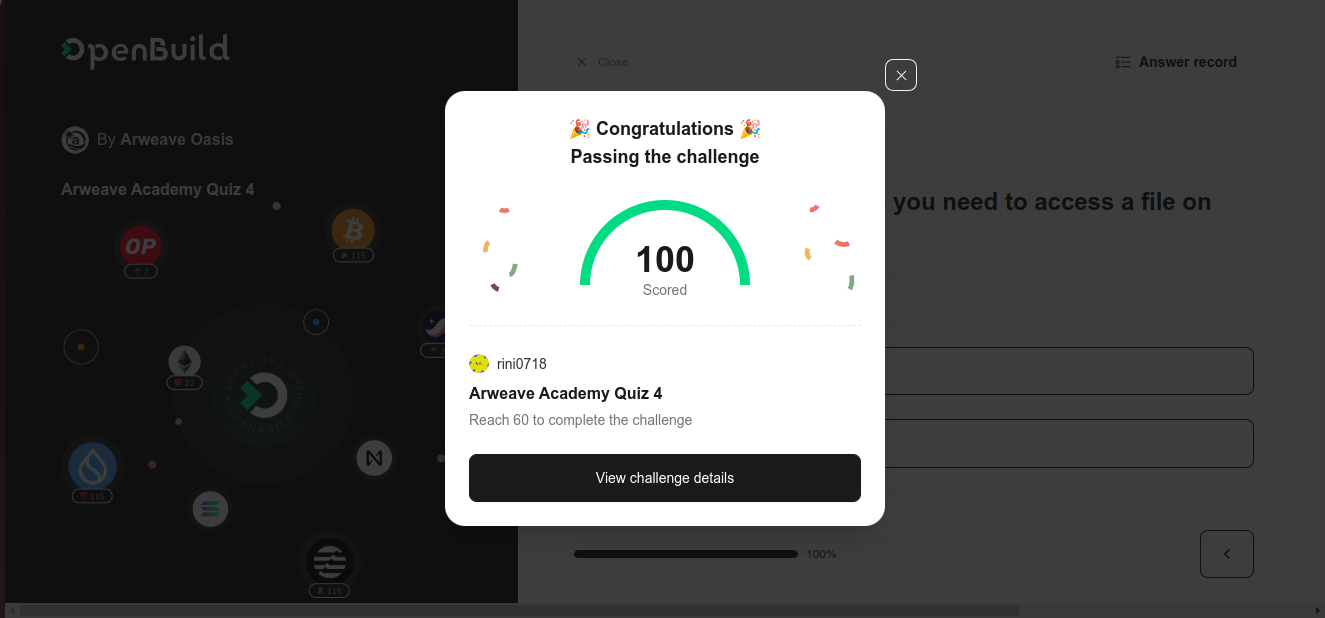 OpenBuild
By Arweave Oasis
Arweave Academy Quiz 4
OP
2
115
22
115
115
Close
Answer record
you need to access a file on
🎉 Congratulations 🎉
Passing the challenge
100
Scored
rini0718
Arweave Academy Quiz 4
Reach 60 to complete the challenge
View challenge details
100%